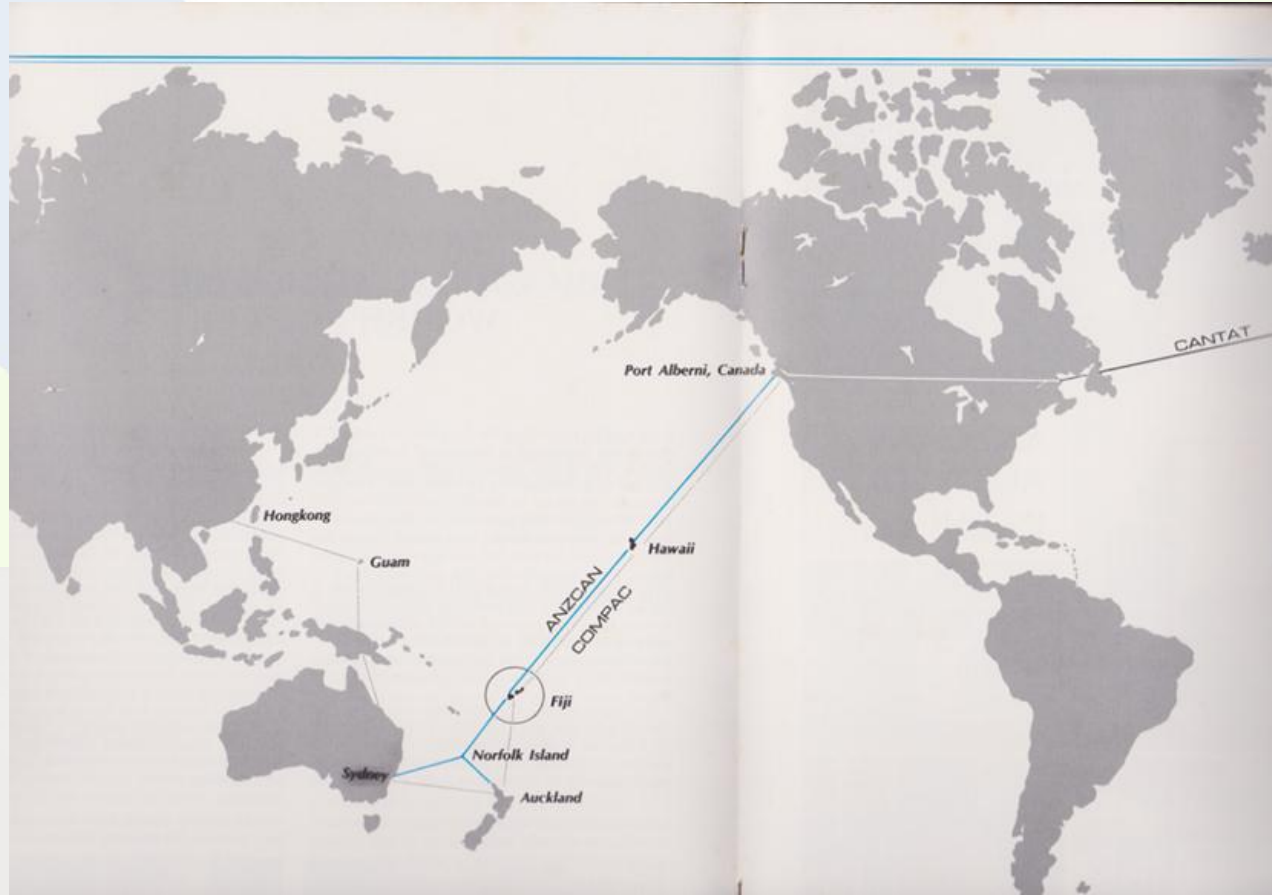 CANTAT
Port Alberni, Canada
Hongkong
Hawaii
Guam
ANZCAN
COMPAC
Fiji
Norfolk Island
Sydney
Auckland